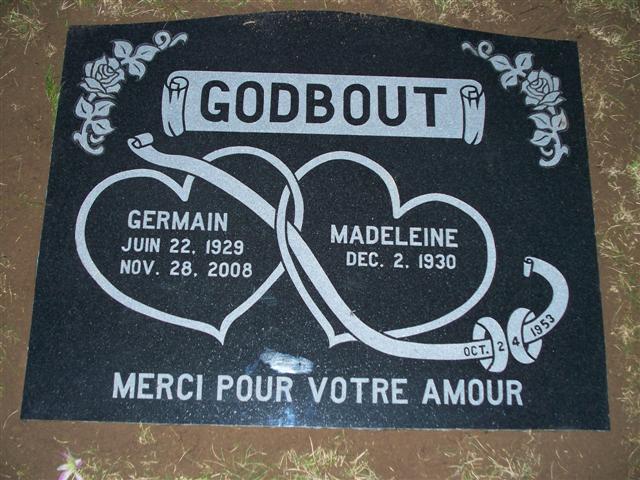 GODBOUT
GERMAIN
JUIN 22, 1929
NOV. 28, 2008
MADELEINE
DEC. 2, 1930
OCT. 24 1953
MERCI POUR VOTRE AMOUR